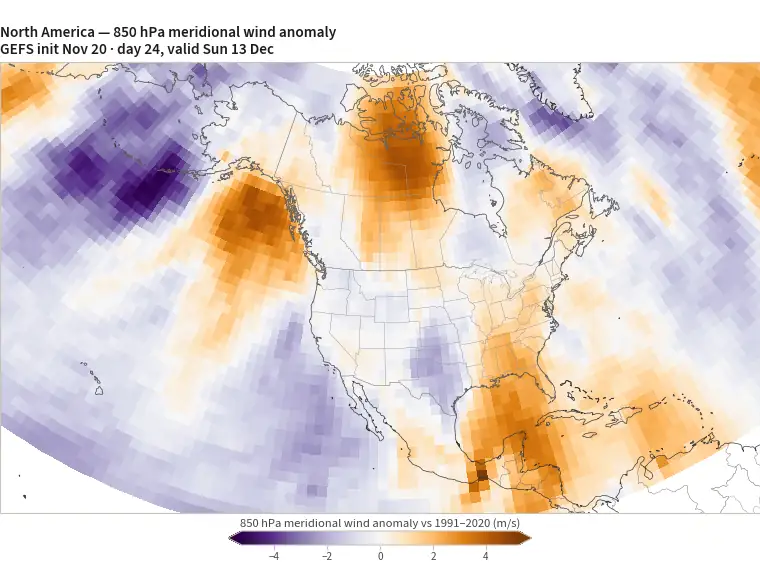 North America — 850 hPa meridional wind anomaly
GEFS init Nov 20 · day 24, valid Sun 13 Dec
850 hPa meridional wind anomaly vs 1991–2020 (m/s)
−4 −2 0 2 4